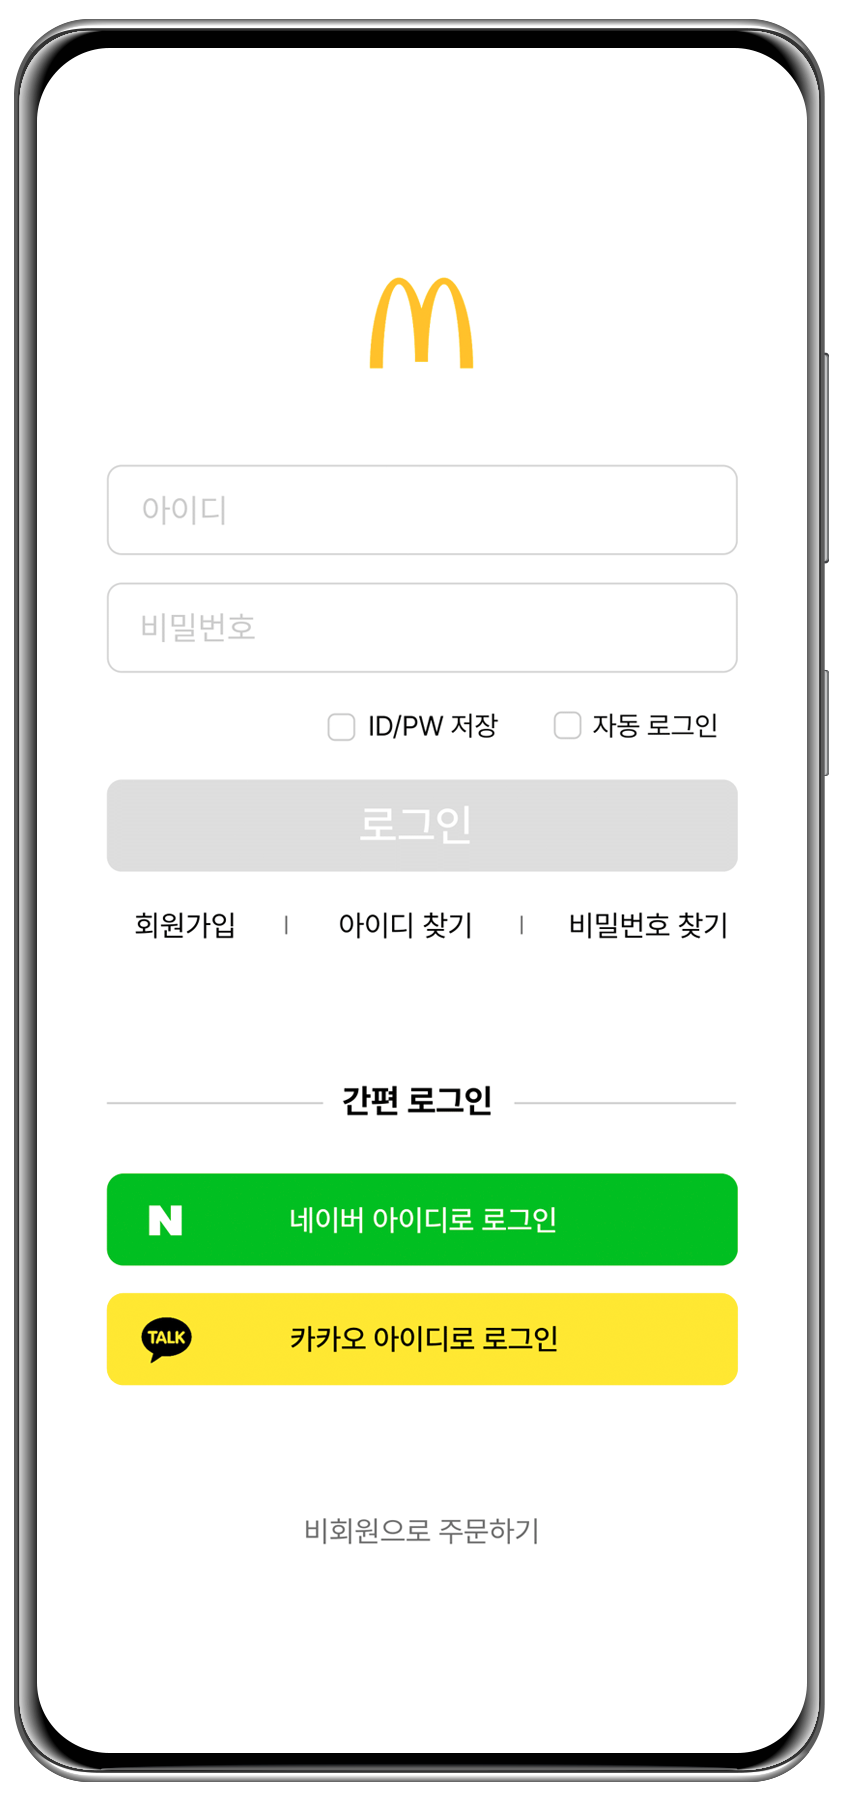 아이디
비밀번호
ID/PW 저장 자동 로그인
로그인
회원가입 | 아이디 찾기 | 비밀번호 찾기
간편 로그인
N 네이버 아이디로 로그인
TALK 카카오 아이디로 로그인
비회원으로 주문하기